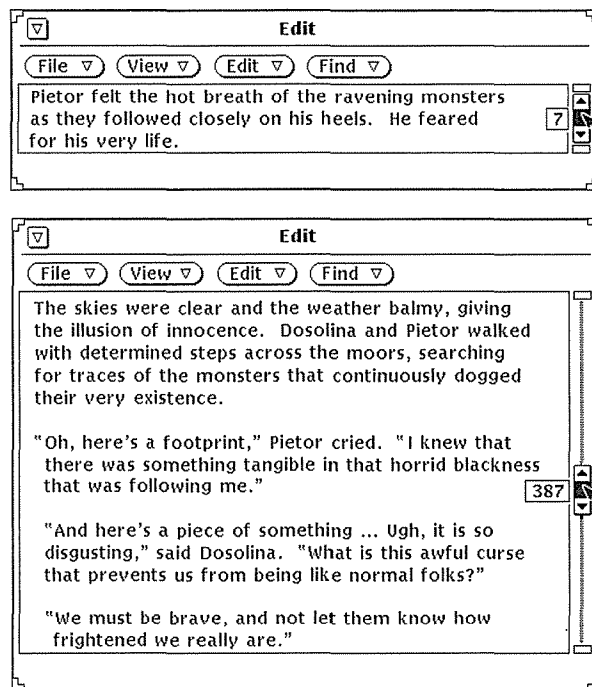 Edit
File View Edit Find
Pietor felt the hot breath of the ravening monsters
as they followed closely on his heels.  He feared
7
for his very life.
Edit
File View Edit Find
The skies were clear and the weather balmy, giving
the illusion of innocence.  Dosolina and Pietor walked
with determined steps across the moors, searching
for traces of the monsters that continuously dogged
their very existence.
"Oh, here's a footprint," Pietor cried.  "I knew that
there was something tangible in that horrid blackness
that was following me."
387
"And here's a piece of something ... Ugh, it is so
disgusting," said Dosolina.  "What is this awful curse
that prevents us from being like normal folks?"
"We must be brave, and not let them know how
frightened we really are."